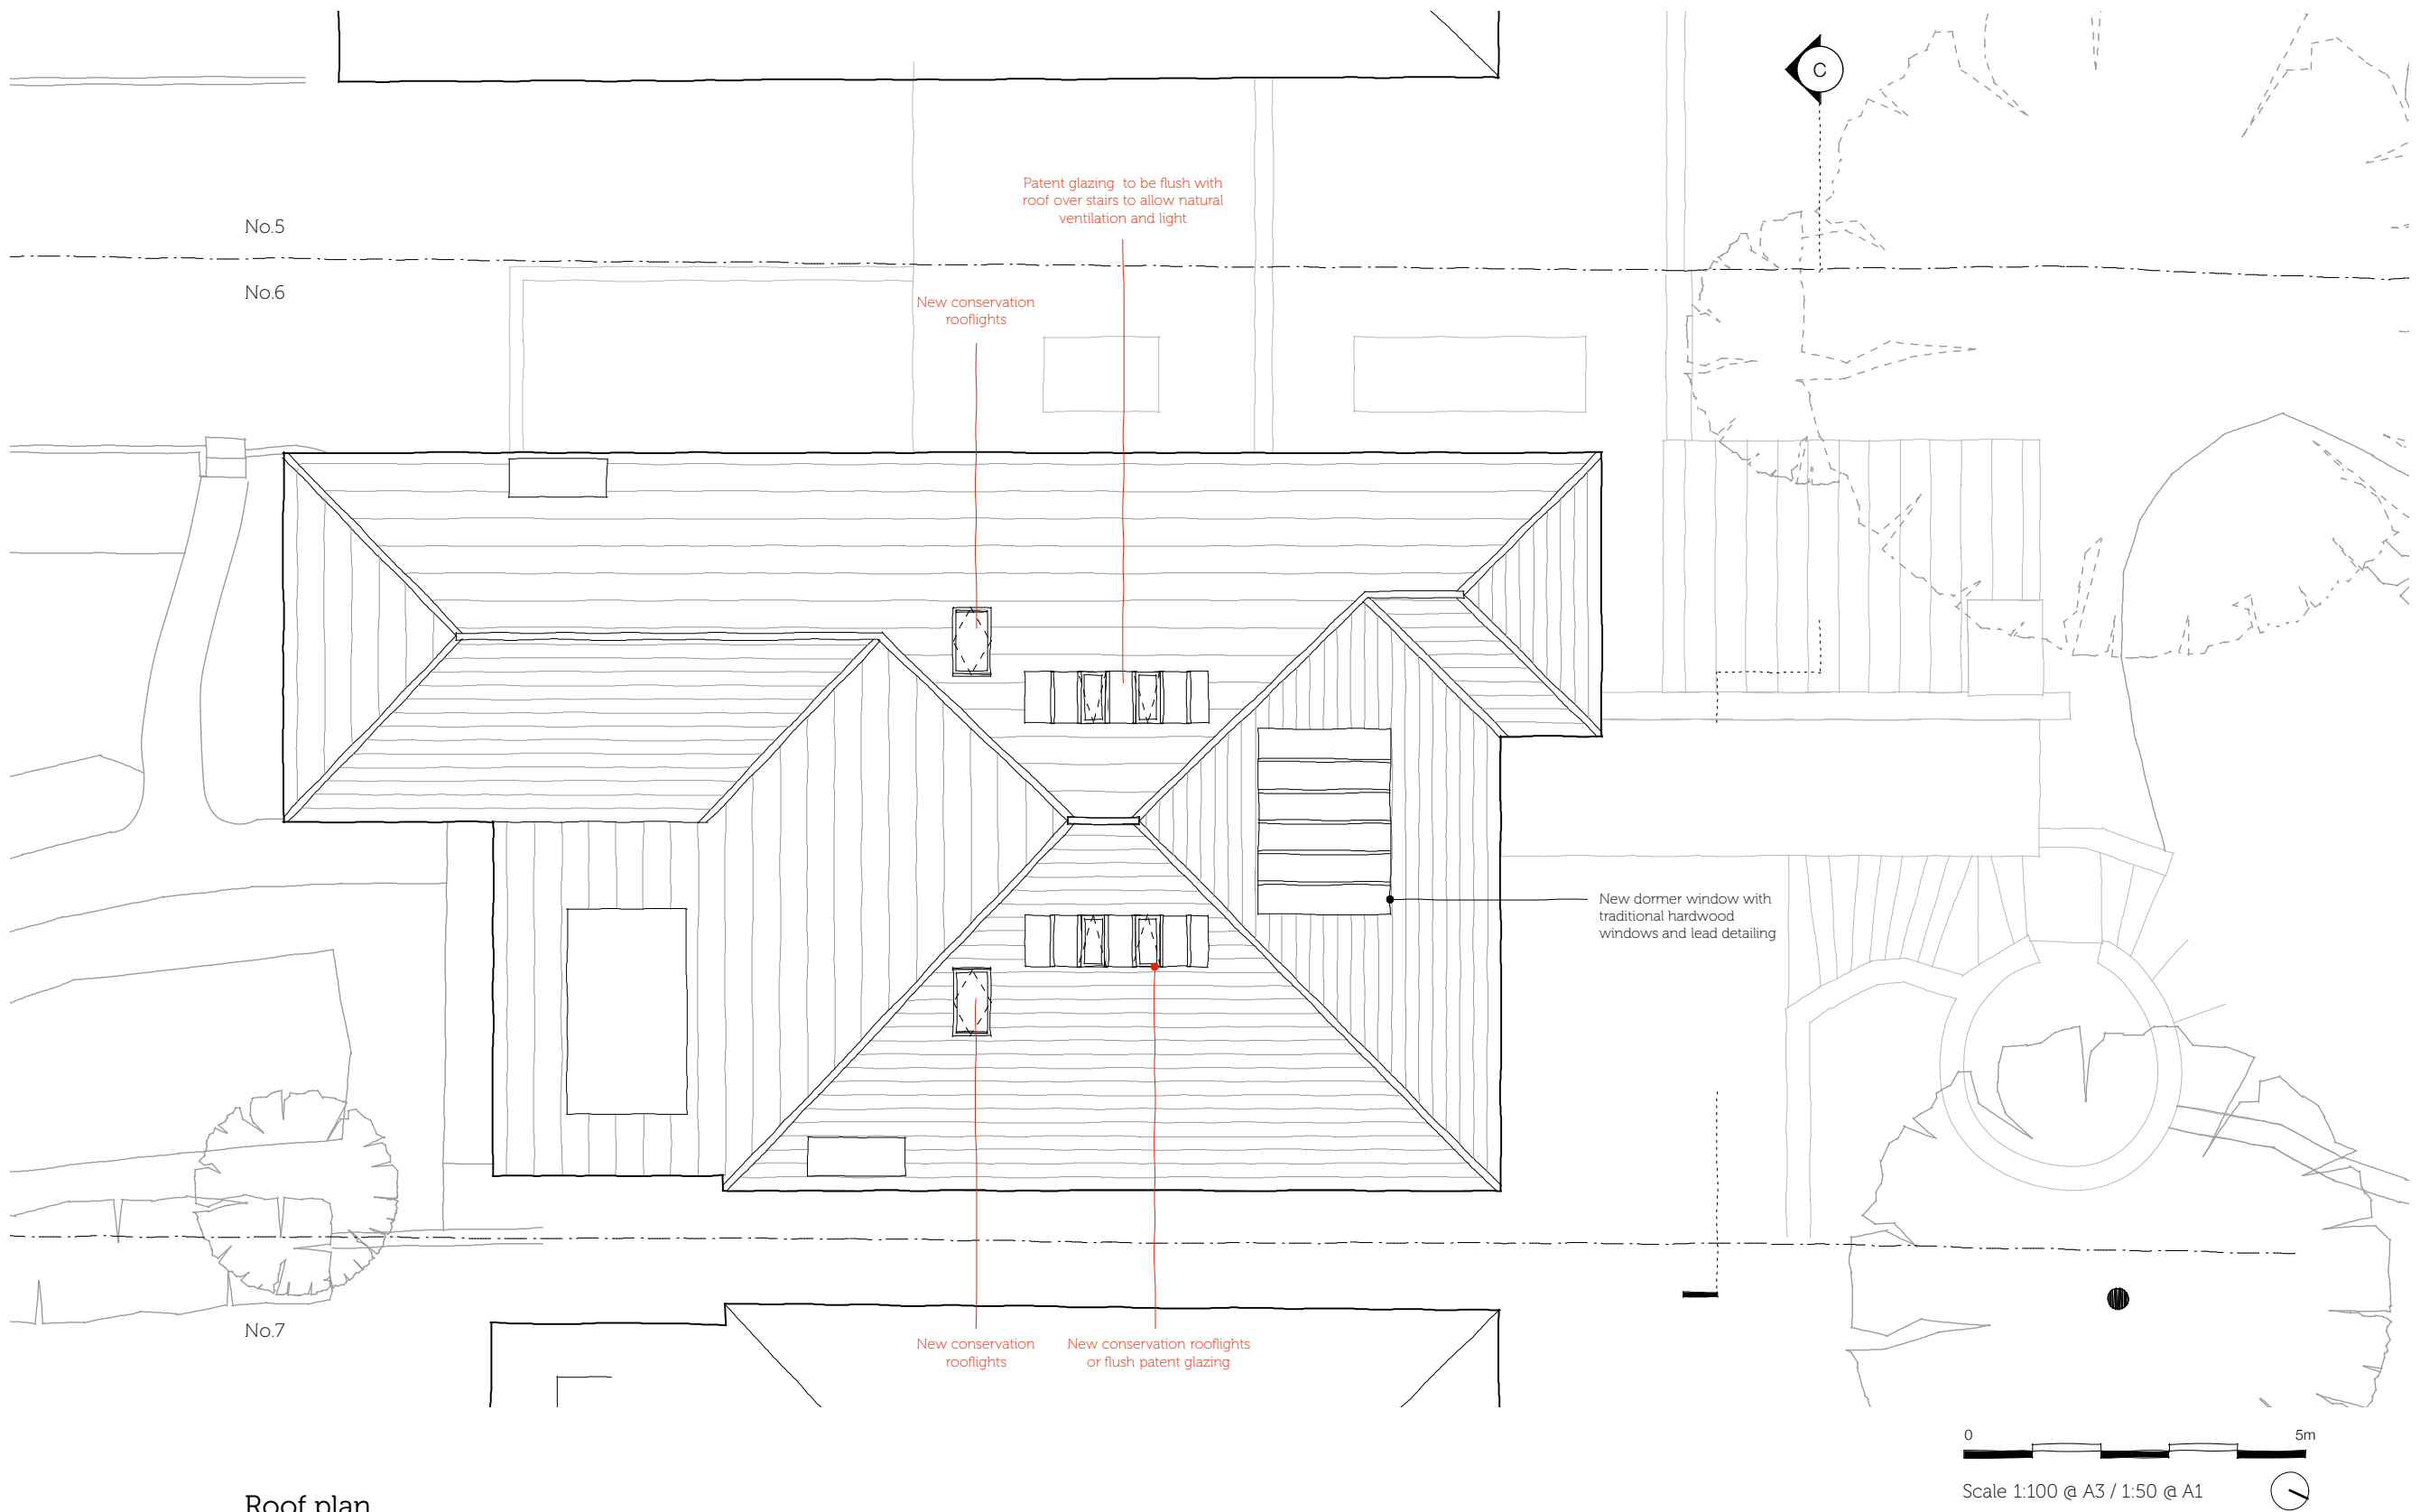 C
Patent glazing to be flush with
roof over stairs to allow natural
ventilation and light
No.5
No.6
New conservation
rooflights
New dormer window with
traditional hardwood
windows and lead detailing
No.7
New conservation
rooflights
New conservation rooflights
or flush patent glazing
0 5m
Scale 1:100 @ A3 / 1:50 @ A1
Roof plan